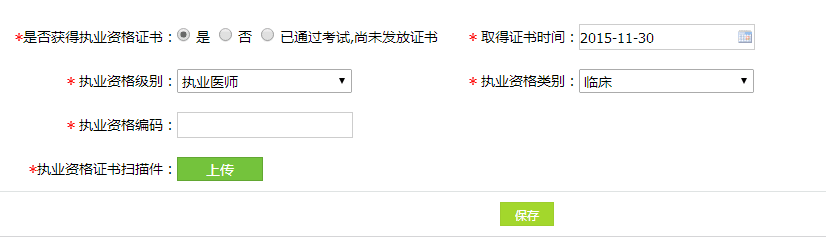 *是否获得执业资格证书： 是 否 已通过考试,尚未发放证书 * 取得证书时间： 2015-11-30
* 执业资格级别： 执业医师 * 执业资格类别： 临床
* 执业资格编码：
*执业资格证书扫描件： 上传
保存